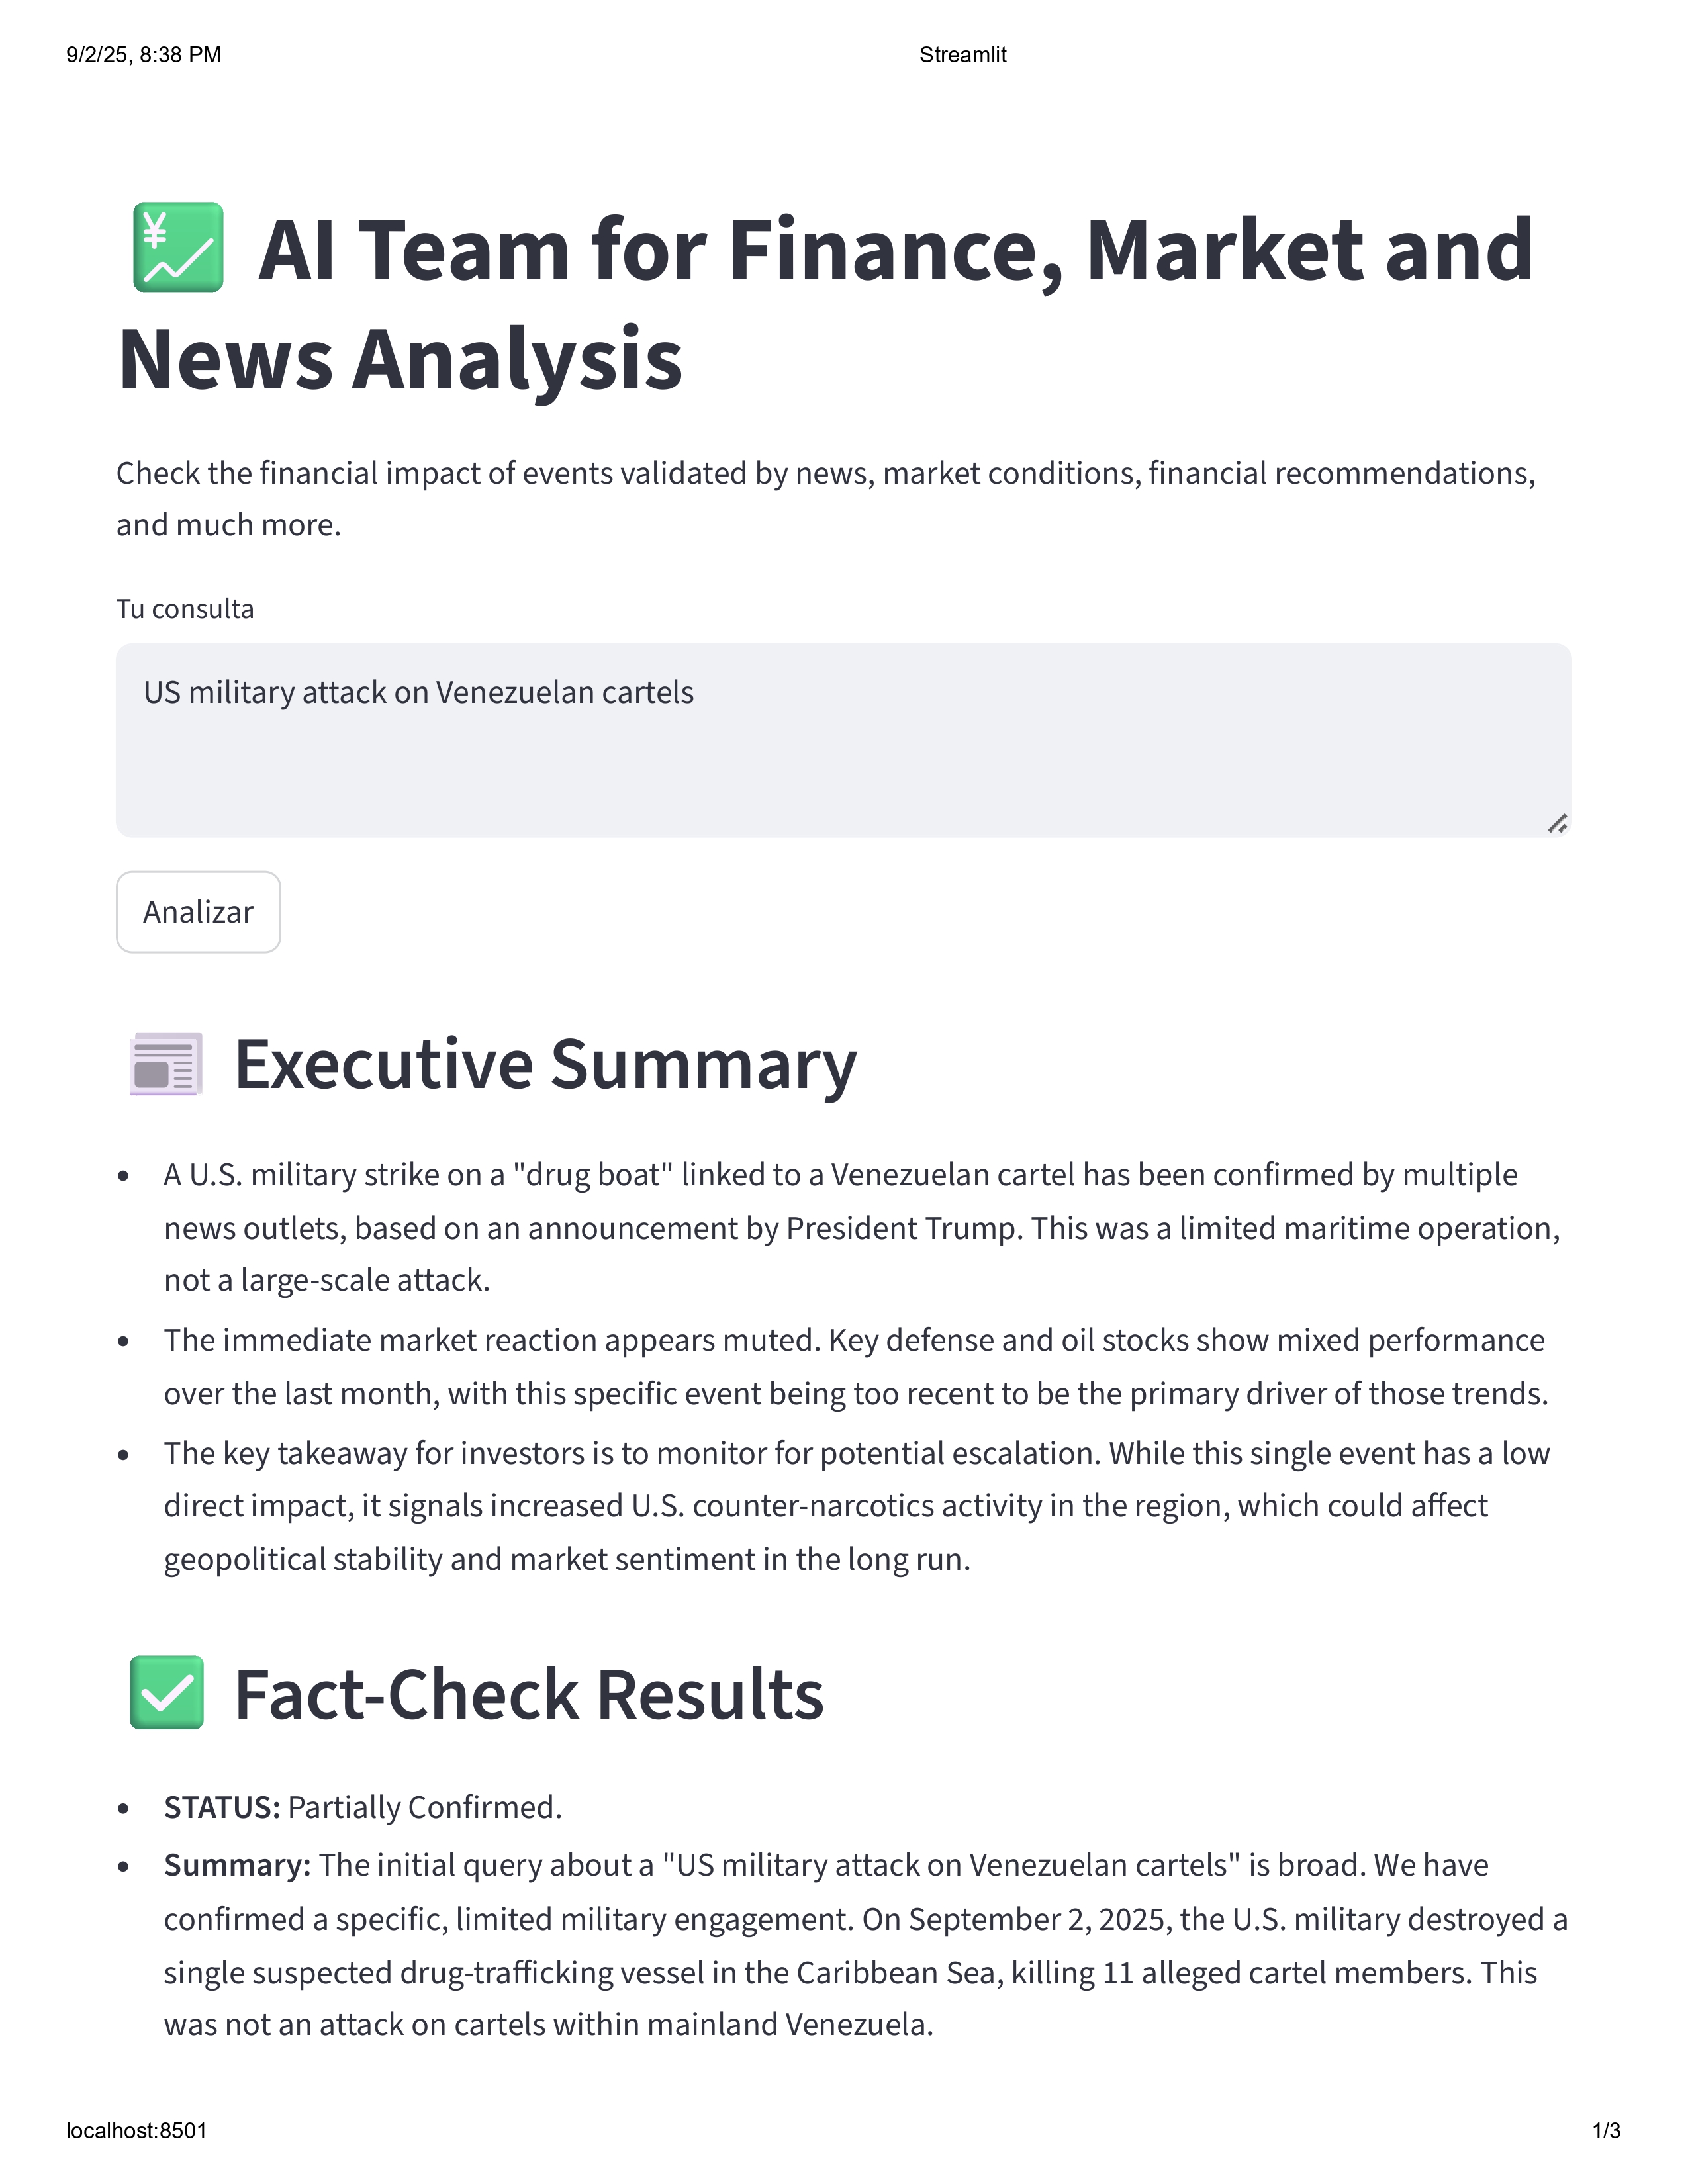 9/2/25, 8:38 PM
Streamlit
AI Team for Finance, Market and
News Analysis
Check the financial impact of events validated by news, market conditions, financial recommendations,
and much more.
Tu consulta
US military attack on Venezuelan cartels
Analizar
Executive Summary
• A U.S. military strike on a "drug boat" linked to a Venezuelan cartel has been confirmed by multiple
news outlets, based on an announcement by President Trump. This was a limited maritime operation,
not a large-scale attack.
• The immediate market reaction appears muted. Key defense and oil stocks show mixed performance
over the last month, with this specific event being too recent to be the primary driver of those trends.
• The key takeaway for investors is to monitor for potential escalation. While this single event has a low
direct impact, it signals increased U.S. counter-narcotics activity in the region, which could affect
geopolitical stability and market sentiment in the long run.
Fact-Check Results
• STATUS: Partially Confirmed.
• Summary: The initial query about a "US military attack on Venezuelan cartels" is broad. We have
confirmed a specific, limited military engagement. On September 2, 2025, the U.S. military destroyed a
single suspected drug-trafficking vessel in the Caribbean Sea, killing 11 alleged cartel members. This
was not an attack on cartels within mainland Venezuela.
localhost:8501
1/3